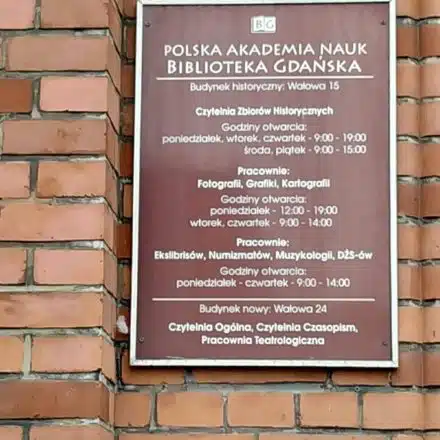 BG
POLSKA AKADEMIA NAUK
BIBLIOTEKA GDAŃSKA
Budynek historyczny: Wałowa 15
Czytelnia Zbiorów Historycznych
Godziny otwarcia:
poniedziałek, wtorek, czwartek - 9:00 - 19:00
środa, piątek - 9:00 - 15:00
Pracownie:
Fotografii, Grafiki, Kartografii
Godziny otwarcia:
poniedziałek - 12:00 - 19:00
wtorek, czwartek - 9:00 - 14:00
Pracownie:
Ekslibrisów, Numizmatów, Muzykologii, DŻS-ów
Godziny otwarcia:
poniedziałek - czwartek - 9:00 - 14:00
Budynek nowy: Wałowa 24
Czytelnia Ogólna, Czytelnia Czasopism,
Pracownia Teatrologiczna